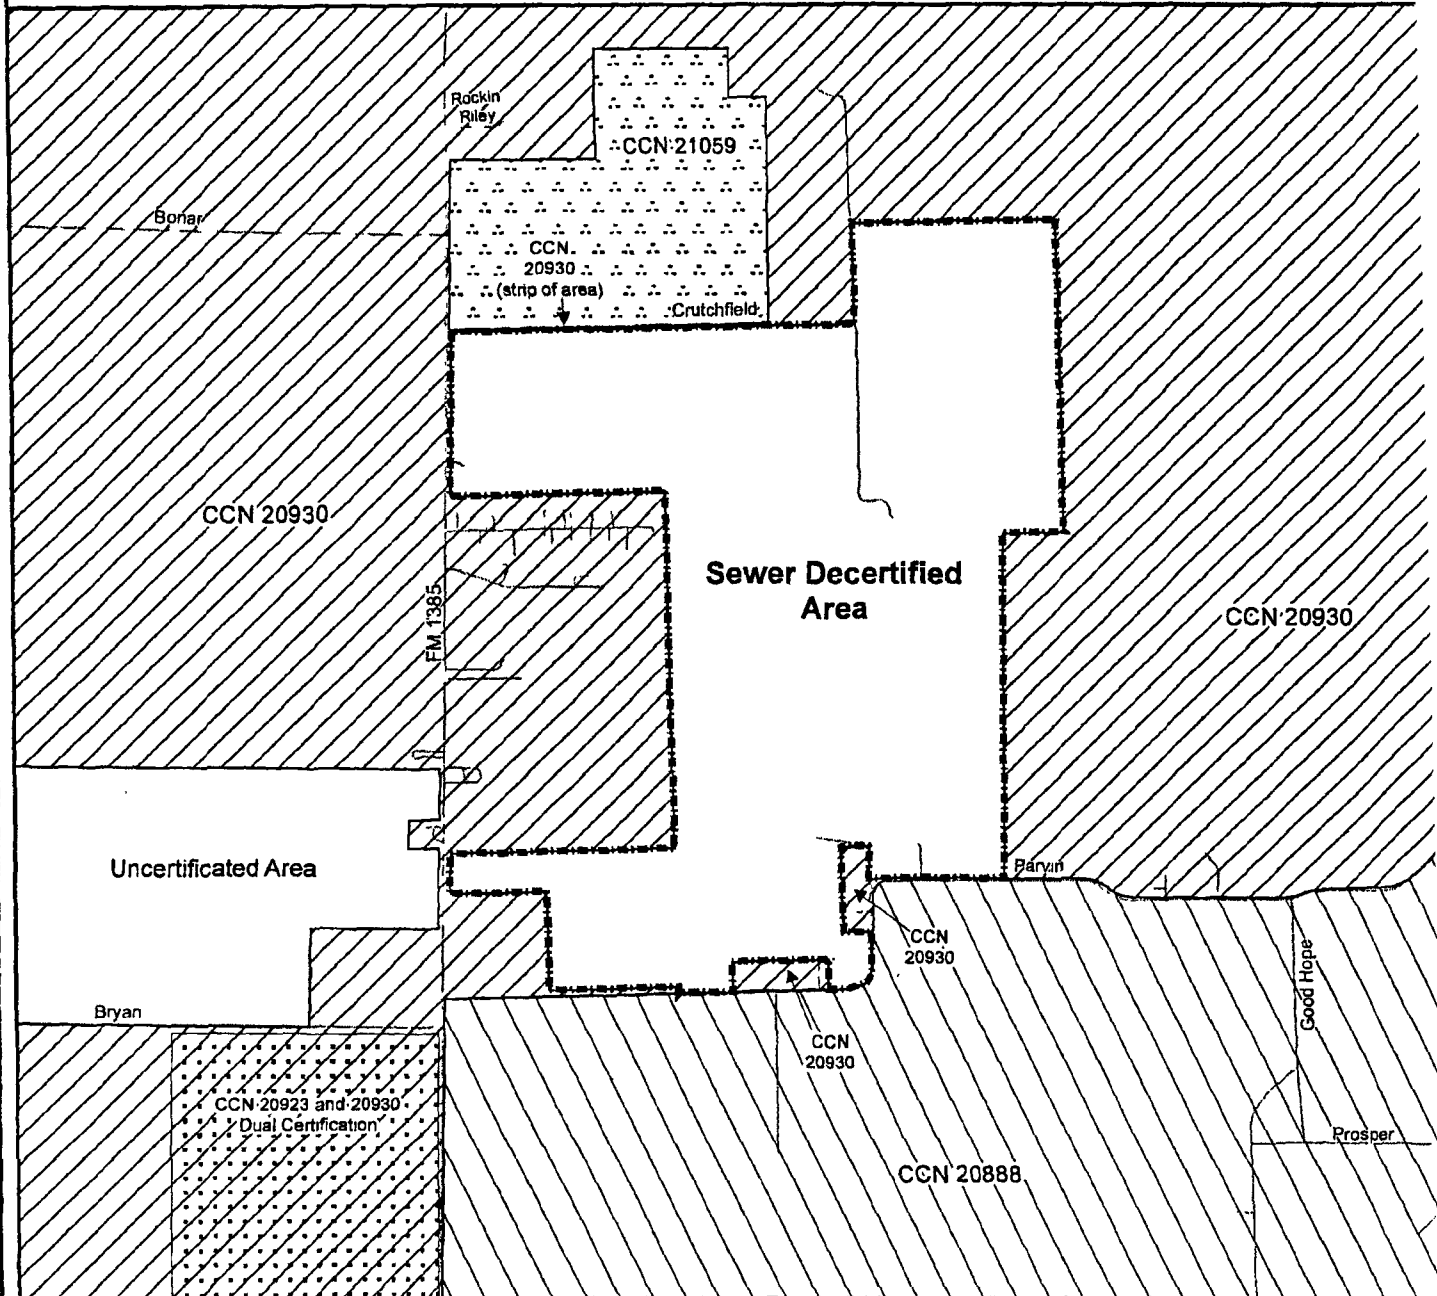 Rockin
Riley
CCN 21059
Bonar
CCN
20930
(strip of area)
Crutchfield
CCN 20930
FM 1385
Sewer Decertified
Area
CCN 20930
Uncertificated Area
Parvin
CCN
20930
Good Hope
Bryan
CCN
20930
CCN 20923 and 20930
Dual Certification
Prosper
CCN 20888